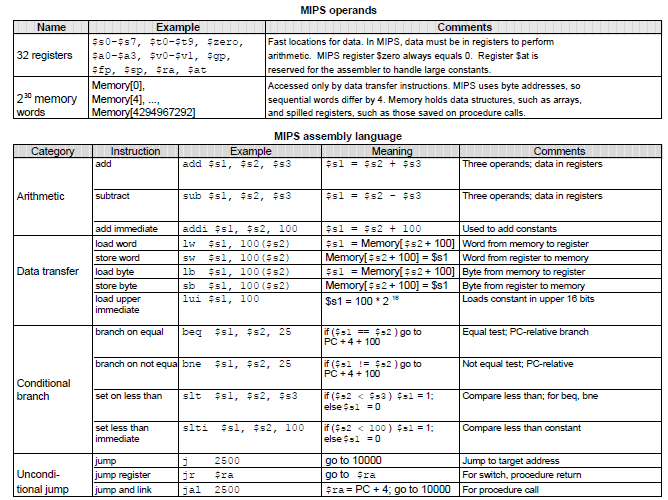 MIPS operands
Name Example Comments
32 registers
$s0-$s7, $t0-$t9, $zero,
$a0-$a3, $v0-$v1, $gp,
$fp, $sp, $ra, $at
Fast locations for data. In MIPS, data must be in registers to perform
arithmetic. MIPS register $zero always equals 0. Register $at is
reserved for the assembler to handle large constants.
2³⁰ memory
words
Memory[0],
Memory[4], ...,
Memory[4294967292]
Accessed only by data transfer instructions. MIPS uses byte addresses, so
sequential words differ by 4. Memory holds data structures, such as arrays,
and spilled registers, such as those saved on procedure calls.
MIPS assembly language
Category Instruction Example Meaning Comments
Arithmetic
add add $s1, $s2, $s3 $s1 = $s2 + $s3 Three operands; data in registers
subtract sub $s1, $s2, $s3 $s1 = $s2 - $s3 Three operands; data in registers
add immediate addi $s1, $s2, 100 $s1 = $s2 + 100 Used to add constants
Data transfer
load word lw $s1, 100($s2) $s1 = Memory[$s2 + 100] Word from memory to register
store word sw $s1, 100($s2) Memory[$s2 + 100] = $s1 Word from register to memory
load byte lb $s1, 100($s2) $s1 = Memory[$s2 + 100] Byte from memory to register
store byte sb $s1, 100($s2) Memory[$s2 + 100] = $s1 Byte from register to memory
load upper lui $s1, 100 $s1 = 100 * 2¹⁶ Loads constant in upper 16 bits
immediate
Conditional
branch
branch on equal beq $s1, $s2, 25 if ($s1 == $s2) go to Equal test; PC-relative branch
PC + 4 + 100
branch on not equal bne $s1, $s2, 25 if ($s1 != $s2) go to Not equal test; PC-relative
PC + 4 + 100
set on less than slt $s1, $s2, $s3 if ($s2 < $s3) $s1 = 1; Compare less than; for beq, bne
else $s1 = 0
set less than slti $s1, $s2, 100 if ($s2 < 100) $s1 = 1; Compare less than constant
immediate else $s1 = 0
Uncondi-
tional jump
jump j 2500 go to 10000 Jump to target address
jump register jr $ra go to $ra For switch, procedure return
jump and link jal 2500 $ra = PC + 4; go to 10000 For procedure call